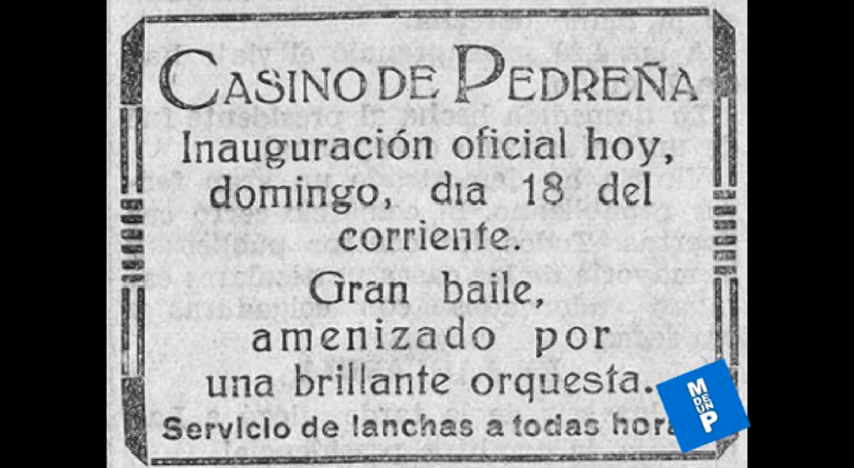 CASINO DE PEDREÑA
Inauguración oficial hoy,
domingo, dia 18 del
corriente.
Gran baile,
amenizado por
una brillante orquesta.
Servicio de lanchas a todas hora
MENDUP